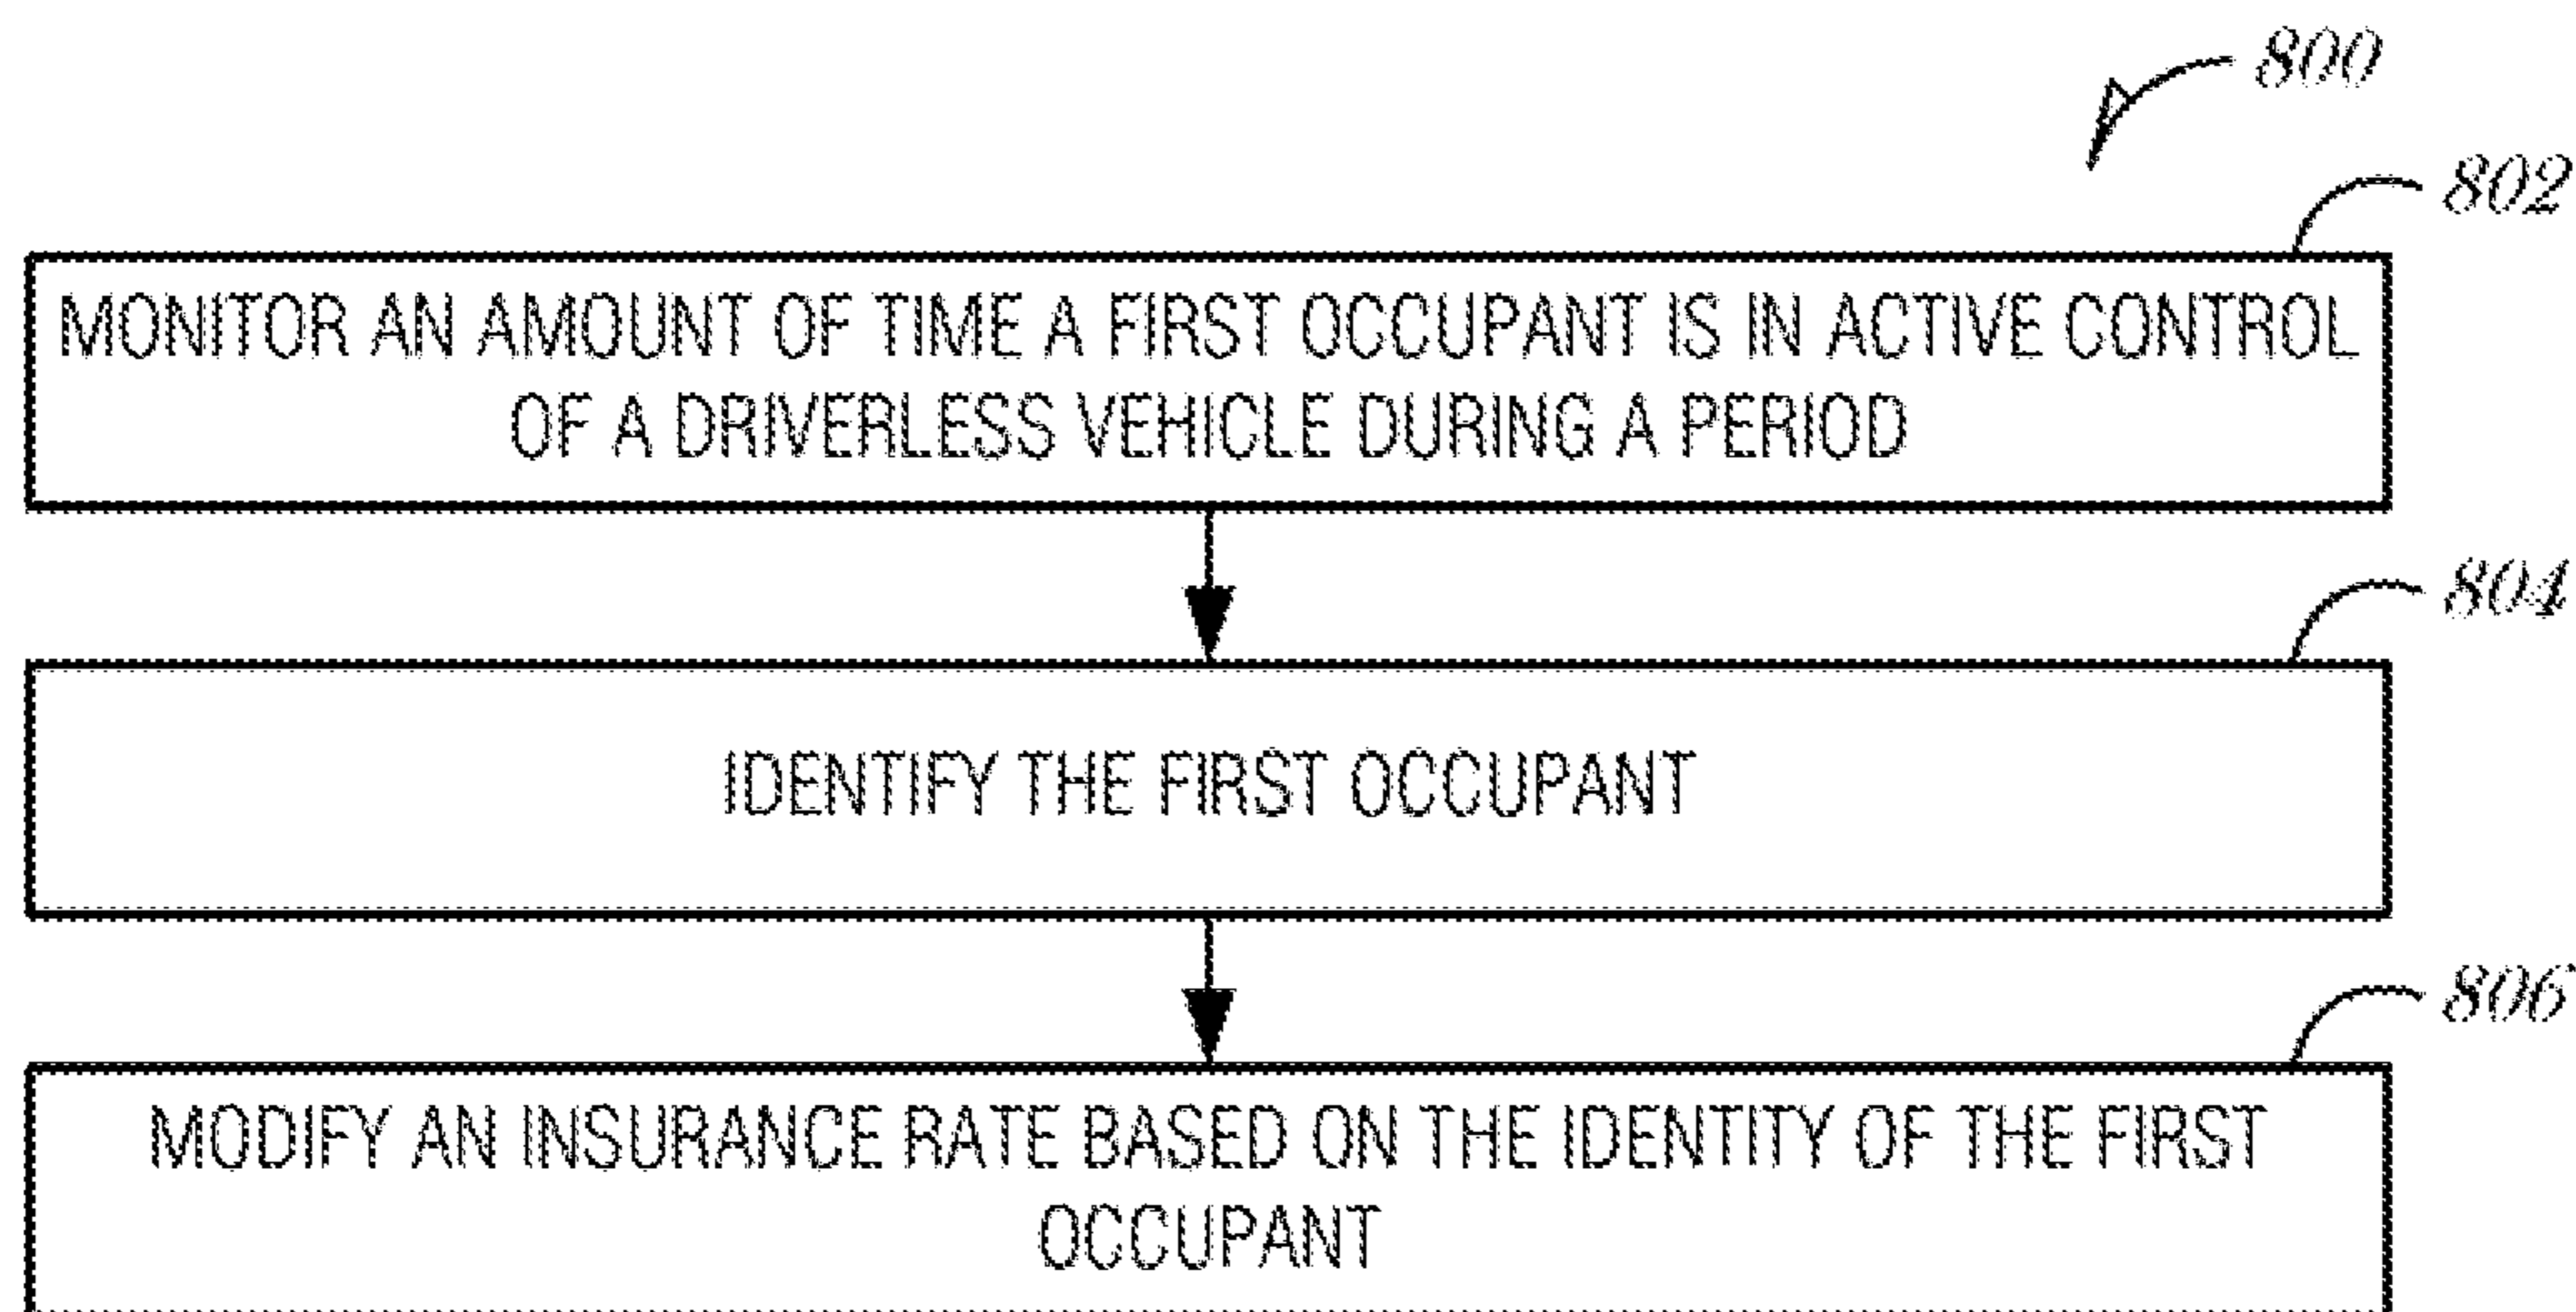 800
802
MONITOR AN AMOUNT OF TIME A FIRST OCCUPANT IS IN ACTIVE CONTROL
OF A DRIVERLESS VEHICLE DURING A PERIOD
804
IDENTIFY THE FIRST OCCUPANT
806
MODIFY AN INSURANCE RATE BASED ON THE IDENTITY OF THE FIRST
OCCUPANT